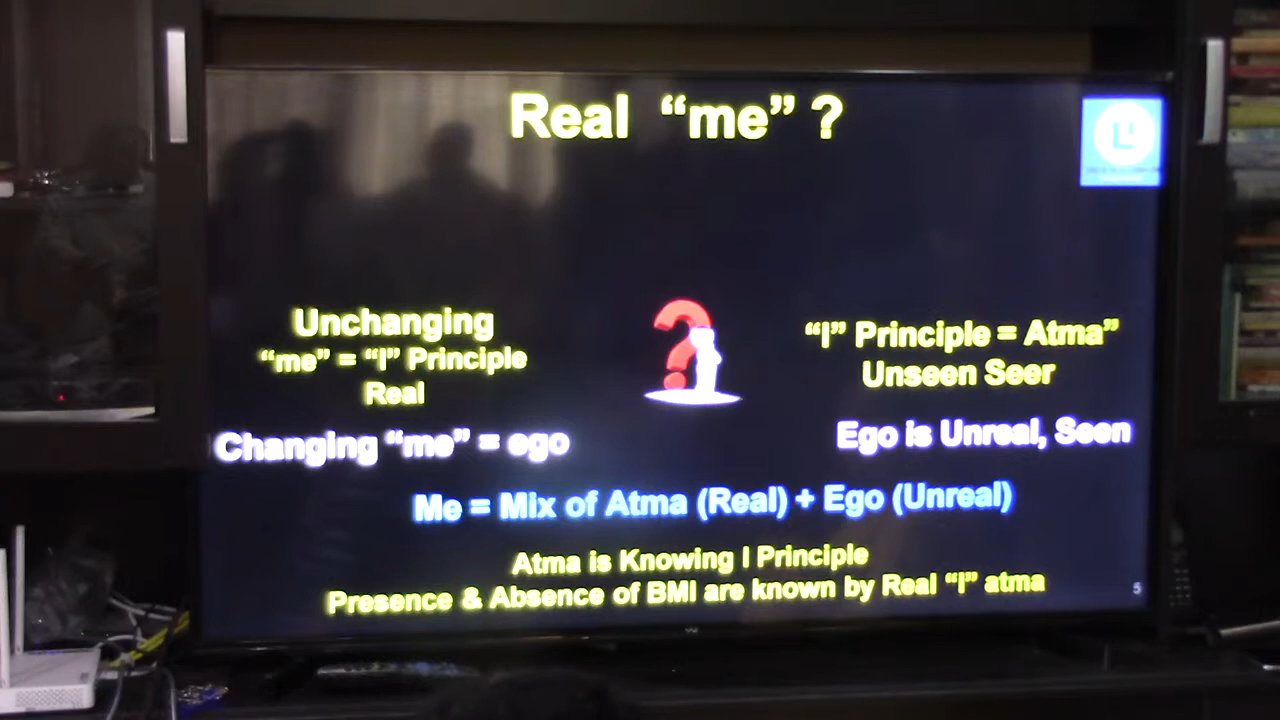 Real “me” ?
Unchanging
“me” = “I” Principle
Real
Changing “me” = ego
“I” Principle = Atma”
Unseen Seer
Ego is Unreal, Seen
Me = Mix of Atma (Real) + Ego (Unreal)
Atma is Knowing I Principle
Presence & Absence of BMI are known by Real “I” atma
5